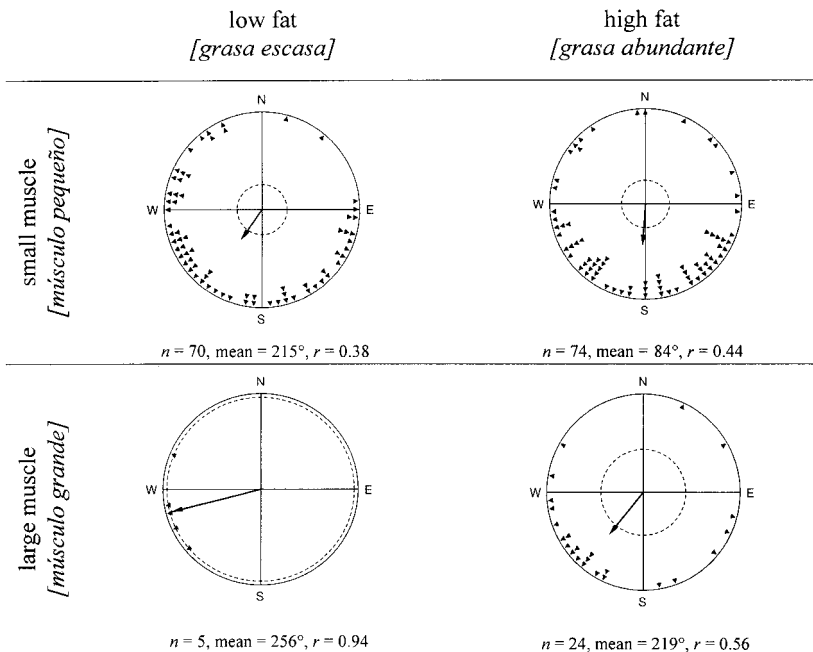 low fat
[grasa escasa]
high fat
[grasa abundante]
small muscle
[músculo pequeño]
N
W
E
S
n = 70, mean = 215°, r = 0.38
N
W
E
S
n = 74, mean = 84°, r = 0.44
large muscle
[músculo grande]
N
W
E
S
n = 5, mean = 256°, r = 0.94
N
W
E
S
n = 24, mean = 219°, r = 0.56